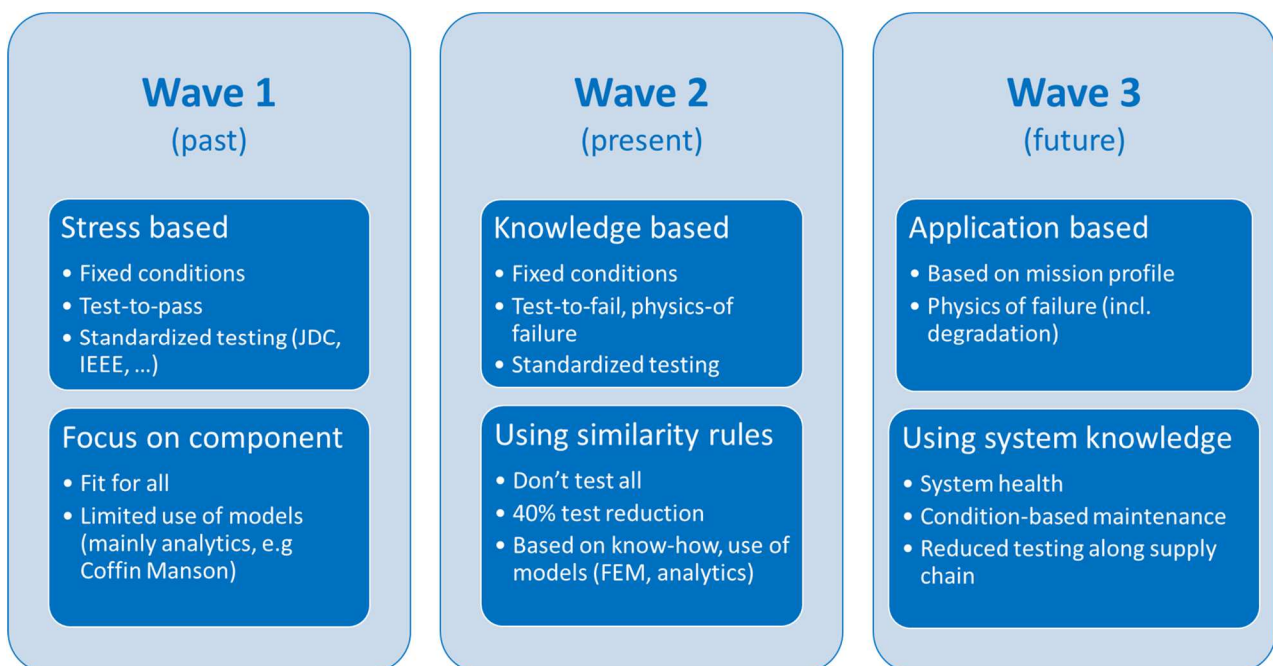 Wave 1
(past)
Stress based
• Fixed conditions
• Test-to-pass
• Standardized testing (JDC,
IEEE, ...)
Focus on component
• Fit for all
• Limited use of models
(mainly analytics, e.g
Coffin Manson)
Wave 2
(present)
Knowledge based
• Fixed conditions
• Test-to-fail, physics-of
failure
• Standardized testing
Using similarity rules
• Don’t test all
• 40% test reduction
• Based on know-how, use of
models (FEM, analytics)
Wave 3
(future)
Application based
• Based on mission profile
• Physics of failure (incl.
degradation)
Using system knowledge
• System health
• Condition-based maintenance
• Reduced testing along supply
chain